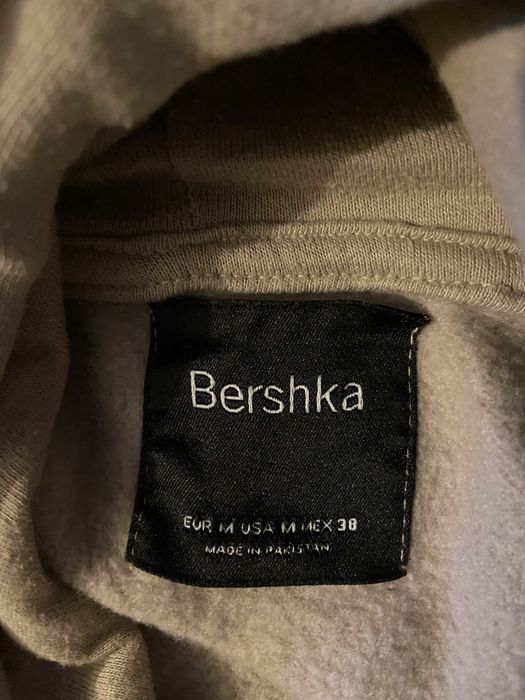 Bershka
EUR M USA M MEX 38
MADE IN PAKISTAN